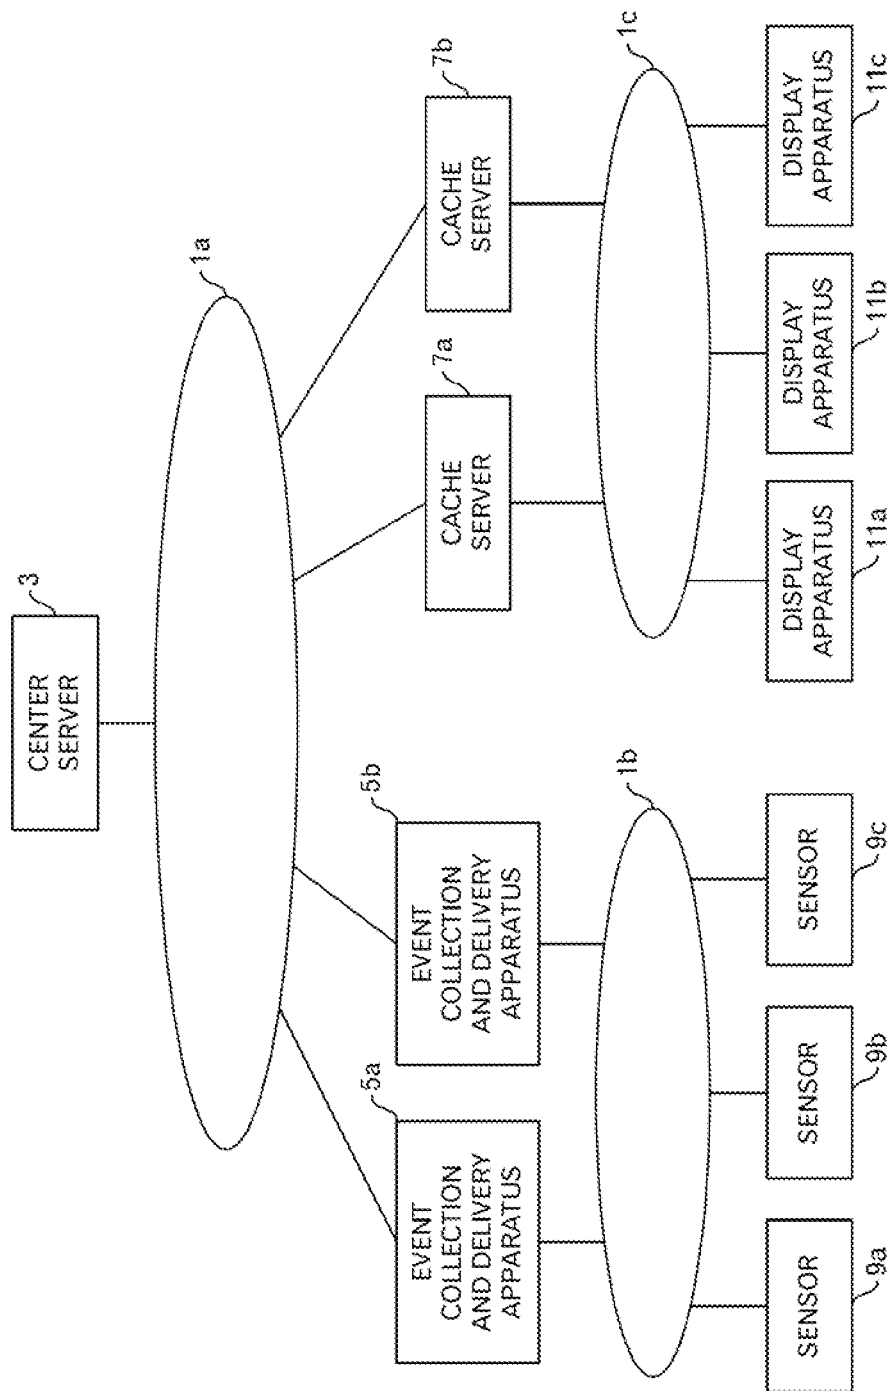 CENTER
SERVER
3
1a
EVENT
COLLECTION
AND DELIVERY
APPARATUS
5a
EVENT
COLLECTION
AND DELIVERY
APPARATUS
5b
CACHE
SERVER
7a
CACHE
SERVER
7b
1b
1c
SENSOR
9a
SENSOR
9b
SENSOR
9c
DISPLAY
APPARATUS
11a
DISPLAY
APPARATUS
11b
DISPLAY
APPARATUS
11c